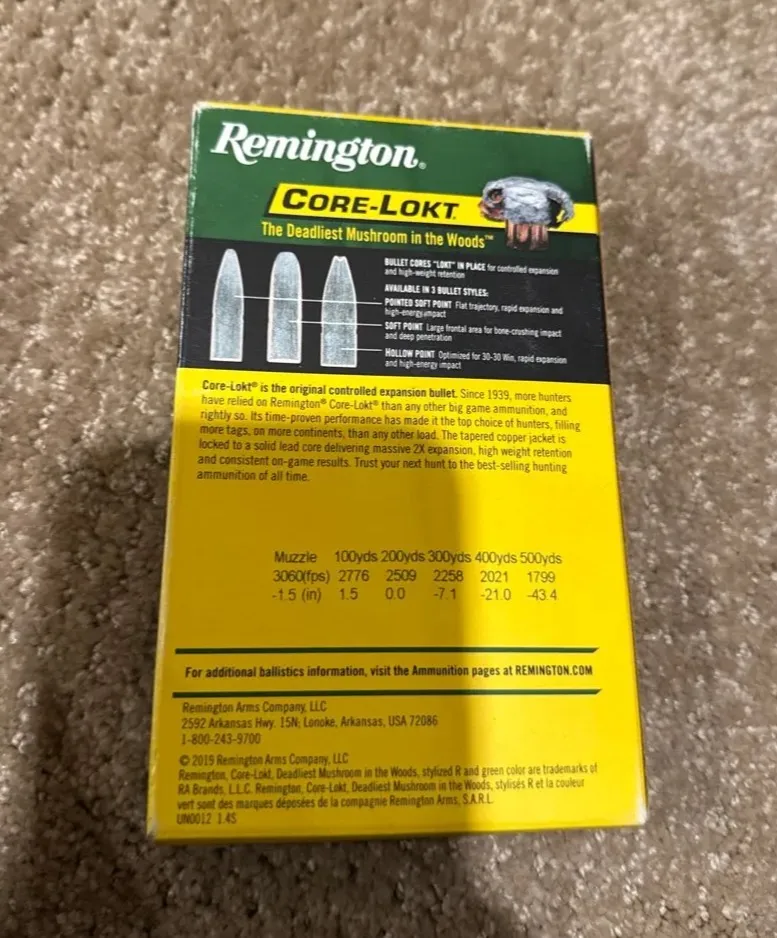 Remington®
CORE-LOKT™
The Deadliest Mushroom in the Woods™
BULLET CORES "LOKT" IN PLACE for controlled expansion
and high-weight retention
AVAILABLE IN 3 BULLET STYLES:
POINTED SOFT POINT Flat trajectory, rapid expansion and
high-energy impact
SOFT POINT Large frontal area for bone-crushing impact
and deep penetration
HOLLOW POINT Optimized for 30-30 Win, rapid expansion
and high-energy impact
Core-Lokt® is the original controlled expansion bullet. Since 1939, more hunters
have relied on Remington® Core-Lokt® than any other big game ammunition, and
rightly so. Its time-proven performance has made it the top choice of hunters, filling
more tags, on more continents, than any other load. The tapered copper jacket is
locked to a solid lead core delivering massive 2X expansion, high weight retention
and consistent on-game results. Trust your next hunt to the best-selling hunting
ammunition of all time.
Muzzle 100yds 200yds 300yds 400yds 500yds
3060(fps) 2776 2509 2258 2021 1799
-1.5 (in) 1.5 0.0 -7.1 -21.0 -43.4
For additional ballistics information, visit the Ammunition pages at REMINGTON.COM
Remington Arms Company, LLC
2592 Arkansas Hwy. 15N; Lonoke, Arkansas, USA 72086
1-800-243-9700
© 2019 Remington Arms Company, LLC
Remington, Core-Lokt, Deadliest Mushroom in the Woods, stylized R and green color are trademarks of
RA Brands, L.L.C. Remington, Core-Lokt, Deadliest Mushroom in the Woods, stylisés R et la couleur
vert sont des marques déposées de la compagnie Remington Arms, S.A.R.L.
UN0012 1.4S